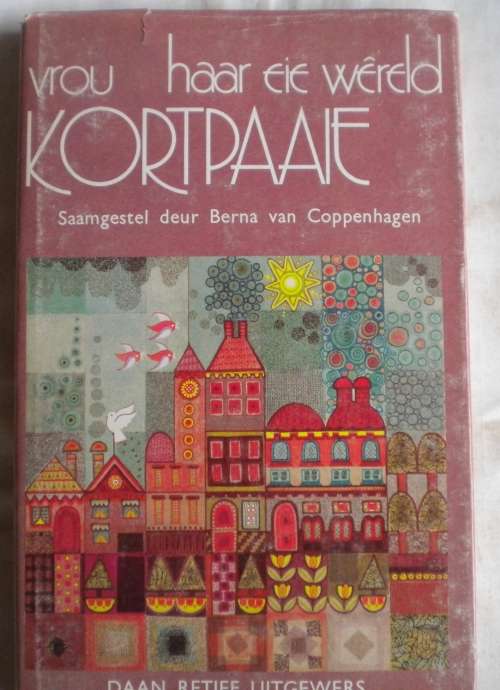 vrou haar eie wêreld
KORTPAAIE
Saamgestel deur Berna van Coppenhagen
DAAN RETIEF UITGEWERS